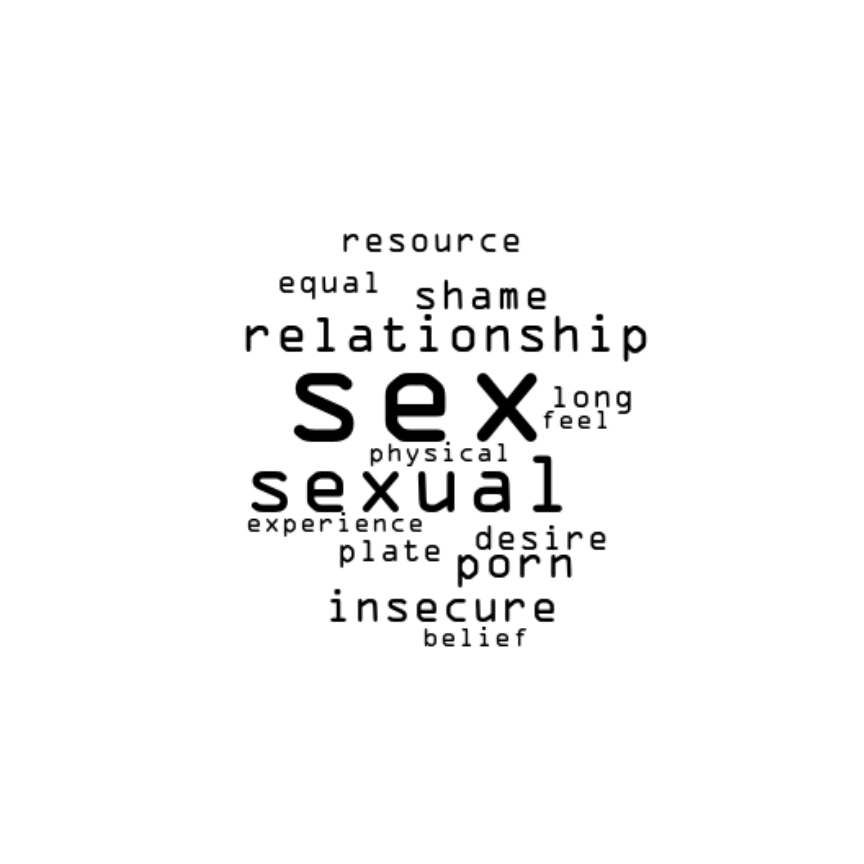 resource
equal
shame
relationship
sex
long
feel
physical
sexual
experience
desire
plate
porn
insecure
belief